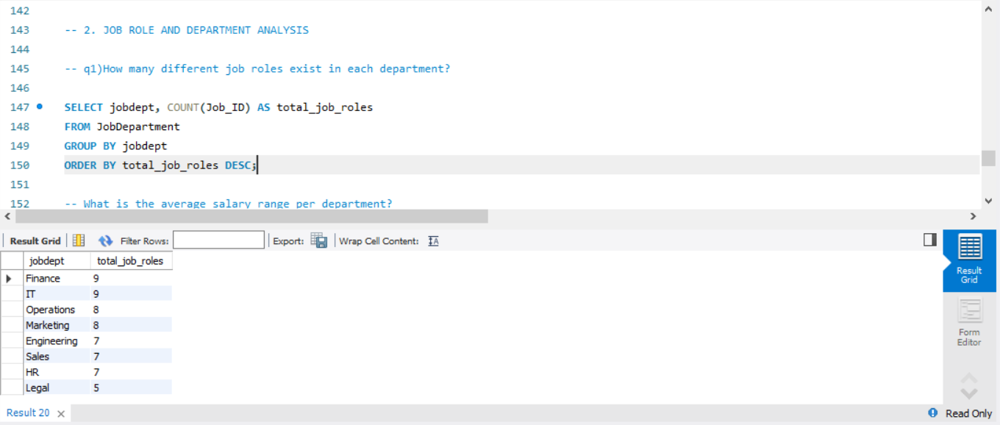 142
143 -- 2. JOB ROLE AND DEPARTMENT ANALYSIS
144
145 -- q1)How many different job roles exist in each department?
146
147 SELECT jobdept, COUNT(Job_ID) AS total_job_roles
148 FROM JobDepartment
149 GROUP BY jobdept
150 ORDER BY total_job_roles DESC;
151
152 -- What is the average salary range per department?
Result Grid Filter Rows: Export: Wrap Cell Content: IA
jobdept total_job_roles
Finance 9
IT 9
Operations 8
Marketing 8
Engineering 7
Sales 7
HR 7
Legal 5
Result
Grid
Form
Editor
Result 20 Read Only